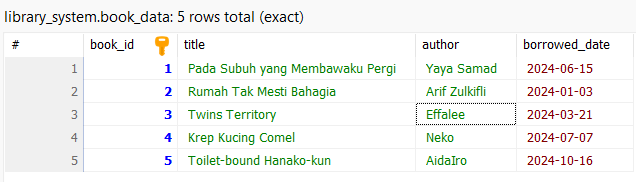 library_system.book_data: 5 rows total (exact)
# book_id title author borrowed_date
1 1 Pada Subuh yang Membawaku Pergi Yaya Samad 2024-06-15
2 2 Rumah Tak Mesti Bahagia Arif Zulkifli 2024-01-03
3 3 Twins Territory Effalee 2024-03-21
4 4 Krep Kucing Comel Neko 2024-07-07
5 5 Toilet-bound Hanako-kun AidaIro 2024-10-16